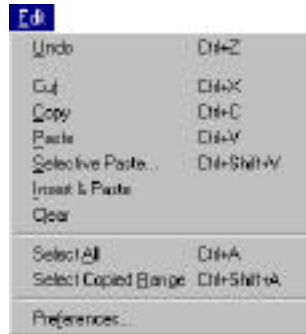 Edit
Undo Ctrl+Z
Cut Ctrl+X
Copy Ctrl+C
Paste Ctrl+V
Selective Paste... Ctrl+Shift+V
Insert & Paste
Clear
Select All Ctrl+A
Select Copied Range Ctrl+Shift+A
Preferences...